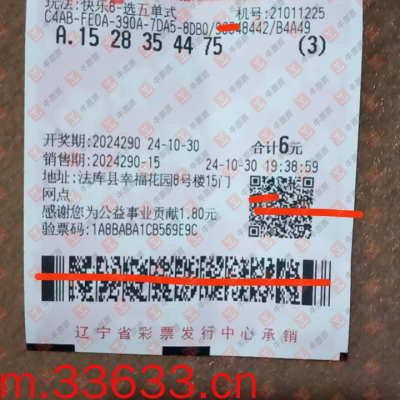 玩法:快乐8-选五单式
机号:21011225
C4AB-FE0A-390A-7DA5-8DB0/ 48442/B4A49
A.15 28 35 44 75 (3)
开奖期:2024290 24-10-30 合计6元
销售期:2024290-15 24-10-30 19:38:59
地址:法库县幸福花园8号楼15门
网点
感谢您为公益事业贡献1.80元
验票码:1A8BABA1CB569E9C
辽宁省彩票发行中心承销
m.33633.cn